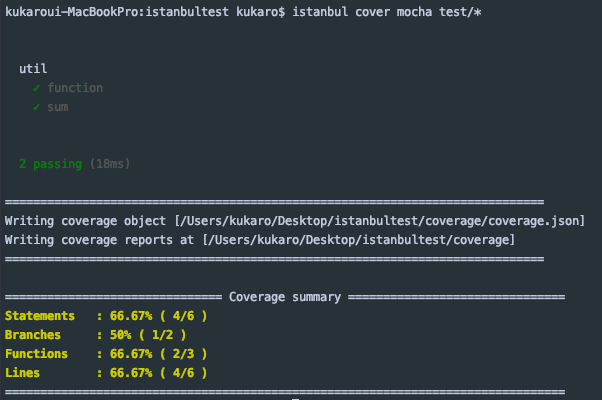 kukaroui-MacBookPro:istanbultest kukaro$ istanbul cover mocha test/*
util
✓ function
✓ sum
2 passing (18ms)
=============================================================================
Writing coverage object [/Users/kukaro/Desktop/istanbultest/coverage/coverage.json]
Writing coverage reports at [/Users/kukaro/Desktop/istanbultest/coverage]
=============================================================================
=============================== Coverage summary ===============================
Statements   : 66.67% ( 4/6 )
Branches     : 50% ( 1/2 )
Functions    : 66.67% ( 2/3 )
Lines        : 66.67% ( 4/6 )
================================================================================